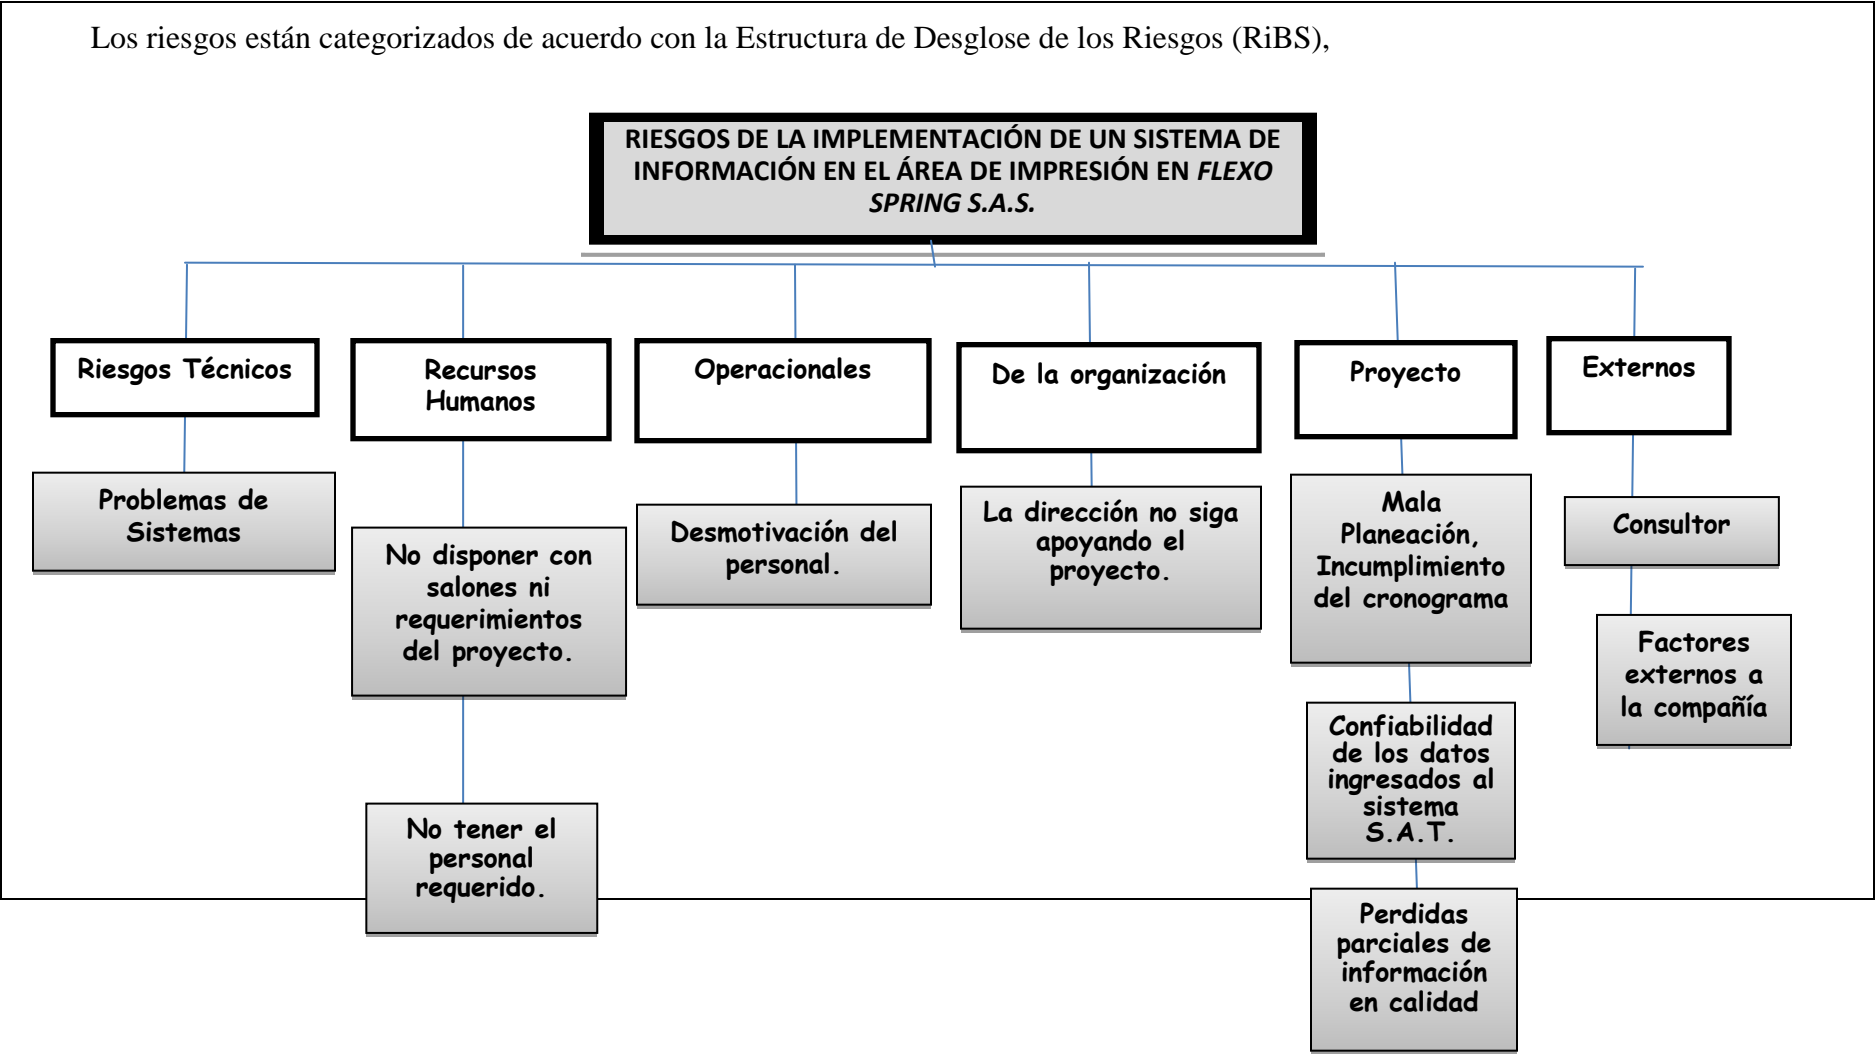 Los riesgos están categorizados de acuerdo con la Estructura de Desglose de los Riesgos (RiBS),
RIESGOS DE LA IMPLEMENTACIÓN DE UN SISTEMA DE
INFORMACIÓN EN EL ÁREA DE IMPRESIÓN EN FLEXO
SPRING S.A.S.
Riesgos Técnicos
Recursos
Humanos
Operacionales
De la organización
Proyecto
Externos
Problemas de
Sistemas
No disponer con
salones ni
requerimientos
del proyecto.
No tener el
personal
requerido.
Desmotivación del
personal.
La dirección no siga
apoyando el
proyecto.
Mala
Planeación,
Incumplimiento
del cronograma
Confiabilidad
de los datos
ingresados al
sistema
S.A.T.
Perdidas
parciales de
información
en calidad
Consultor
Factores
externos a
la compañía